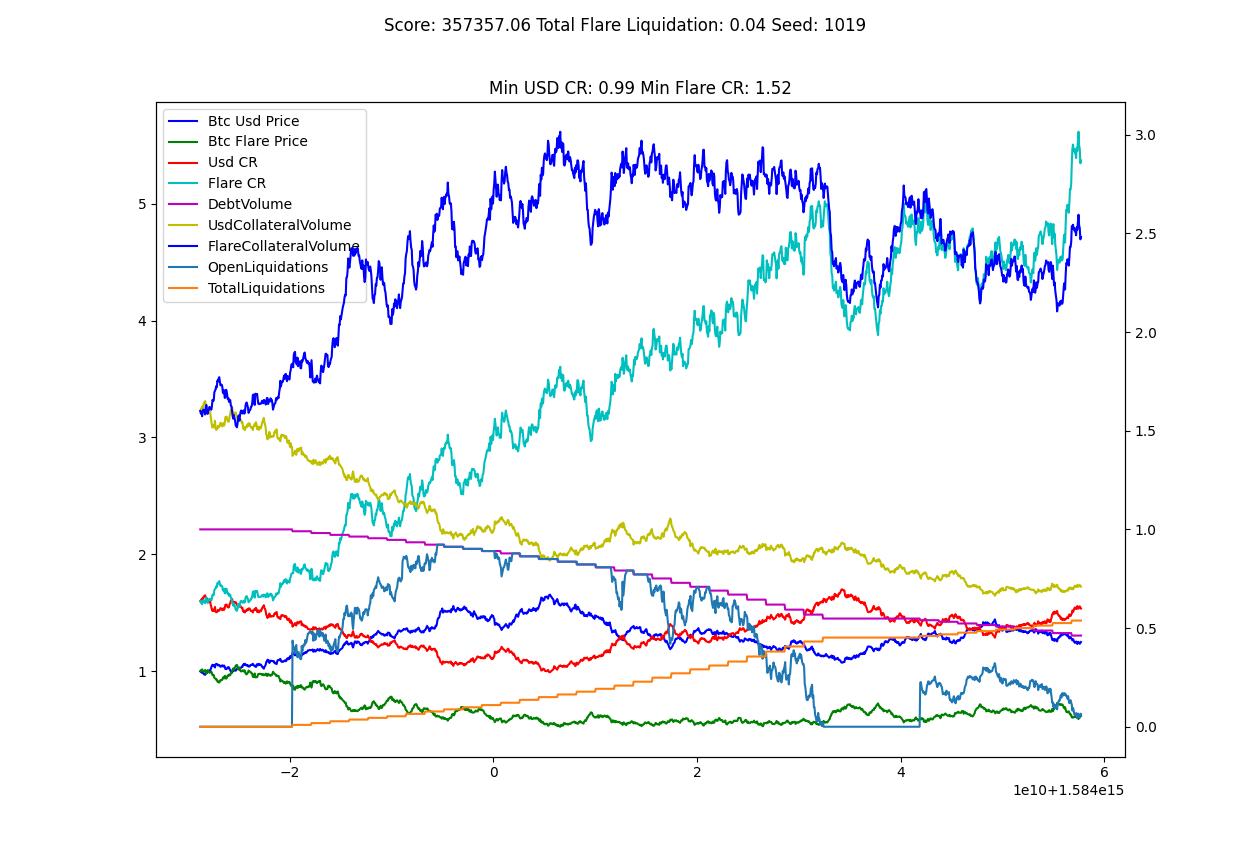 Score: 357357.06 Total Flare Liquidation: 0.04 Seed: 1019
Min USD CR: 0.99 Min Flare CR: 1.52
Btc Usd Price
Btc Flare Price
Usd CR
Flare CR
DebtVolume
UsdCollateralVolume
FlareCollateralVolume
OpenLiquidations
TotalLiquidations
5
4
3
2
1
3.0
2.5
2.0
1.5
1.0
0.5
0.0
−2 0 2 4 6
1e10+1.584e15